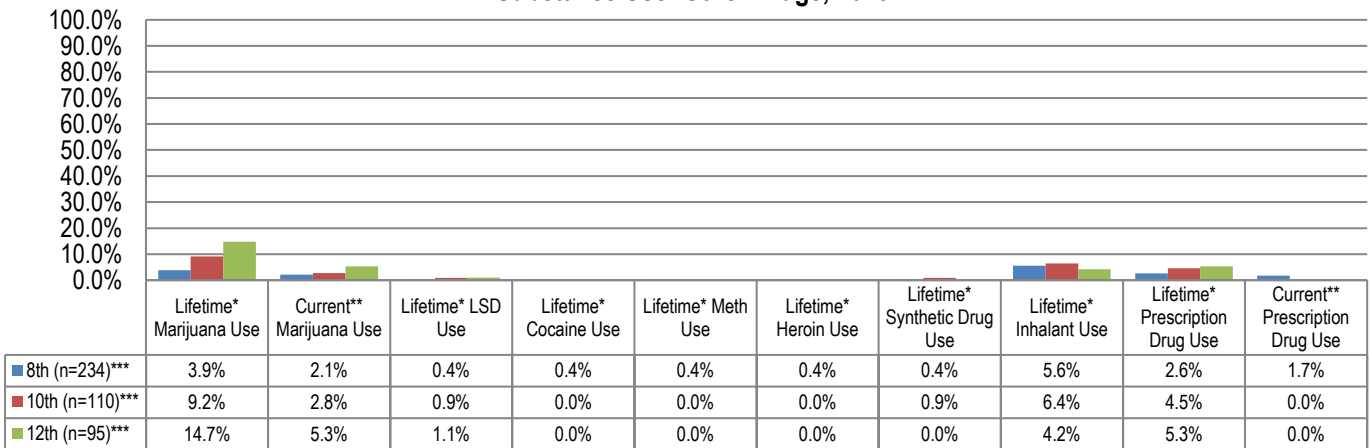 Substance Use: Other Drugs,
100.0%
90.0%
80.0%
70.0%
60.0%
50.0%
40.0%
30.0%
20.0%
10.0%
0.0%
Lifetime*
Marijuana Use
Current**
Marijuana Use
Lifetime* LSD
Use
Lifetime*
Cocaine Use
Lifetime* Meth
Use
Lifetime*
Heroin Use
Lifetime*
Synthetic Drug
Use
Lifetime*
Inhalant Use
Lifetime*
Prescription
Drug Use
Current**
Prescription
Drug Use
8th (n=234)*** 3.9% 2.1% 0.4% 0.4% 0.4% 0.4% 0.4% 5.6% 2.6% 1.7%
10th (n=110)*** 9.2% 2.8% 0.9% 0.0% 0.0% 0.0% 0.9% 6.4% 4.5% 0.0%
12th (n=95)*** 14.7% 5.3% 1.1% 0.0% 0.0% 0.0% 0.0% 4.2% 5.3% 0.0%